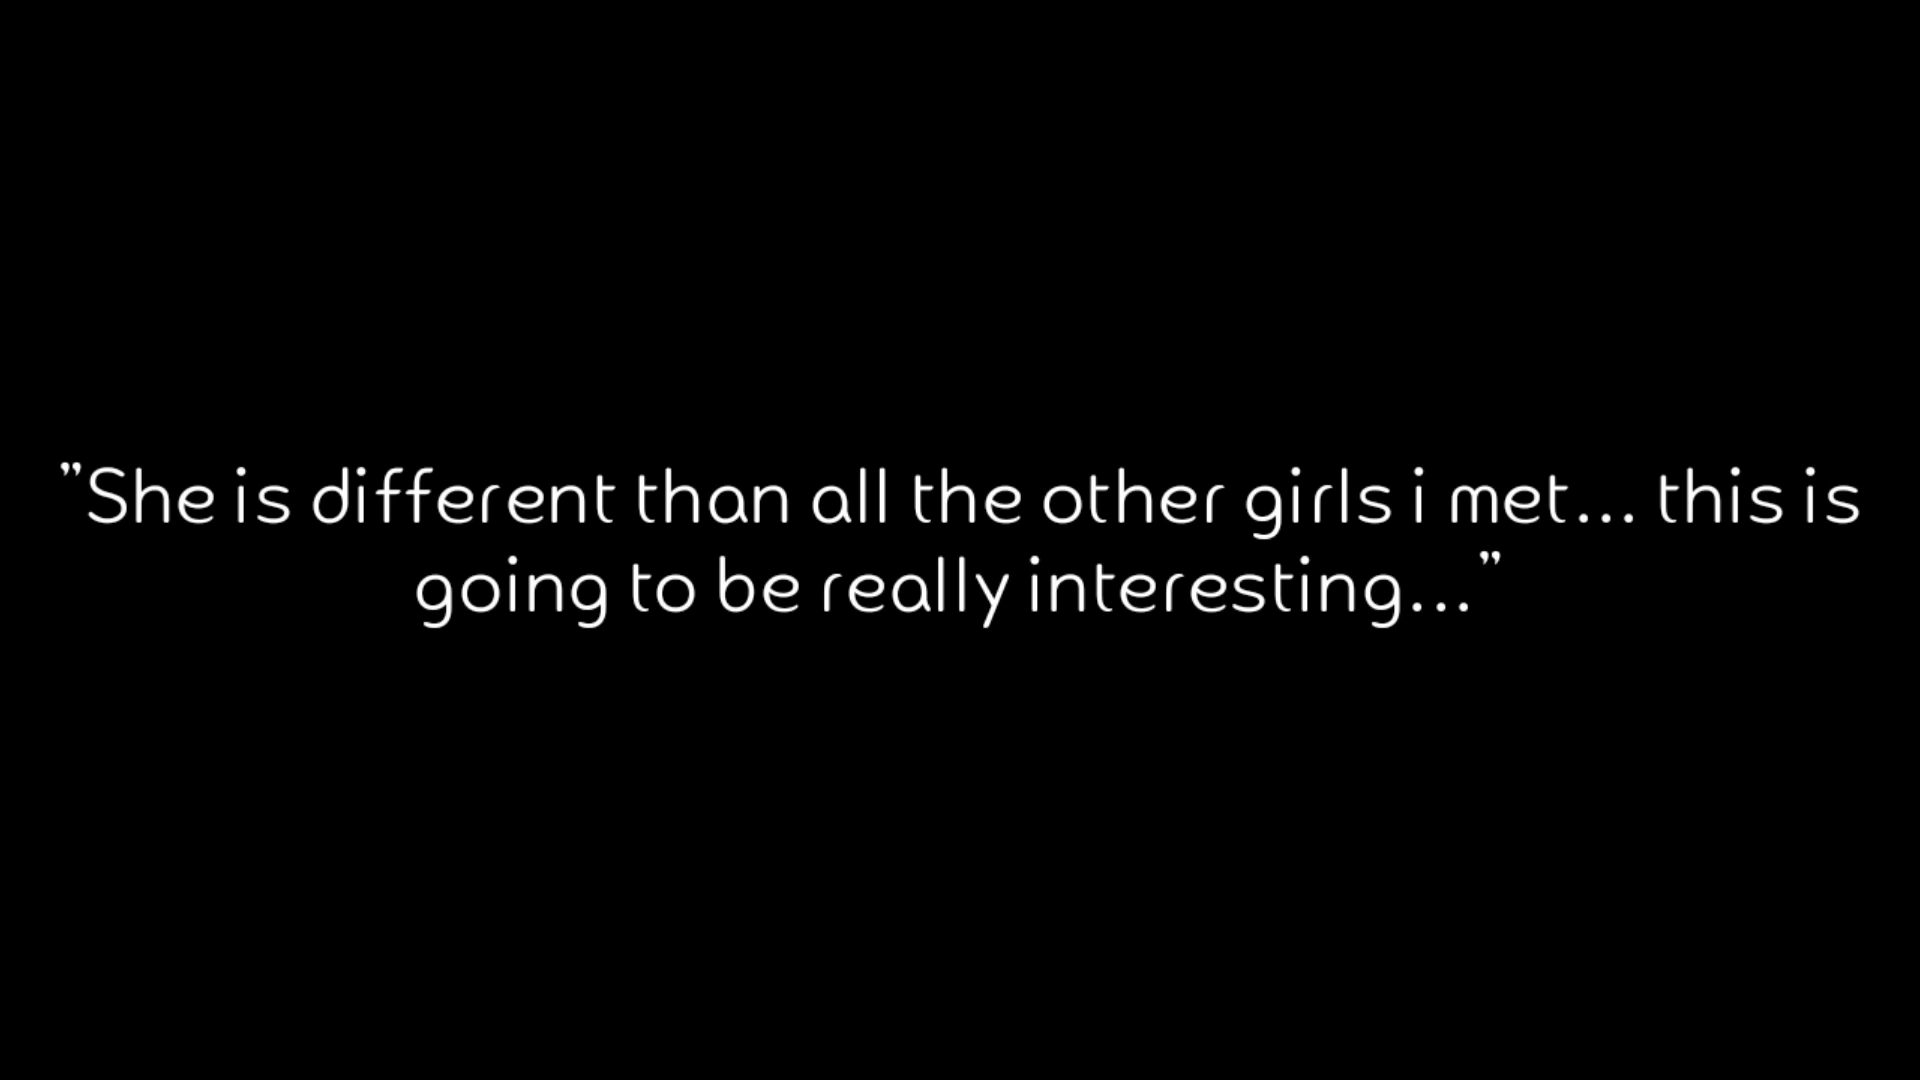 ”She is different than all the other girls i met... this is
going to be really interesting...”